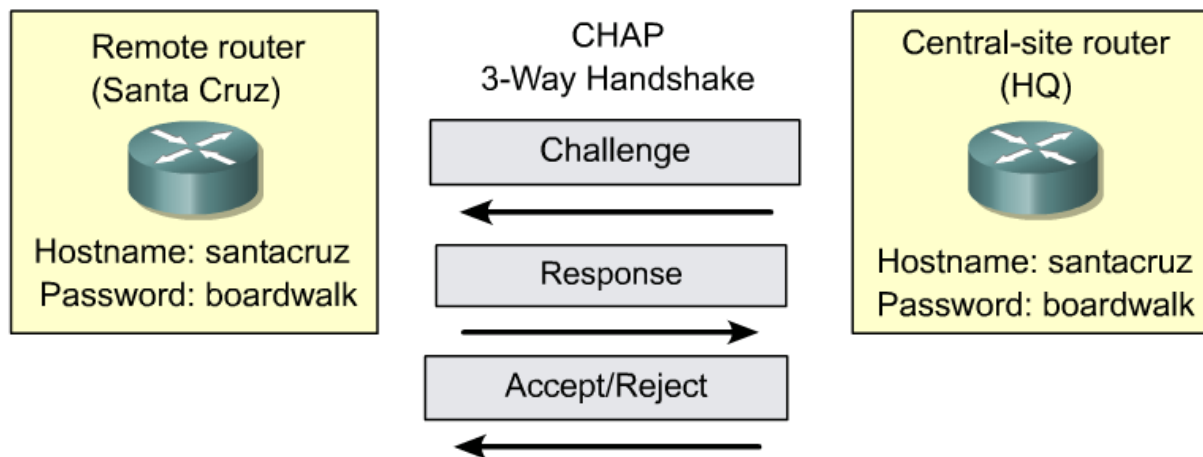 Remote router
(Santa Cruz)
Hostname: santacruz
Password: boardwalk
CHAP
3-Way Handshake
Challenge
Response
Accept/Reject
Central-site router
(HQ)
Hostname: santacruz
Password: boardwalk